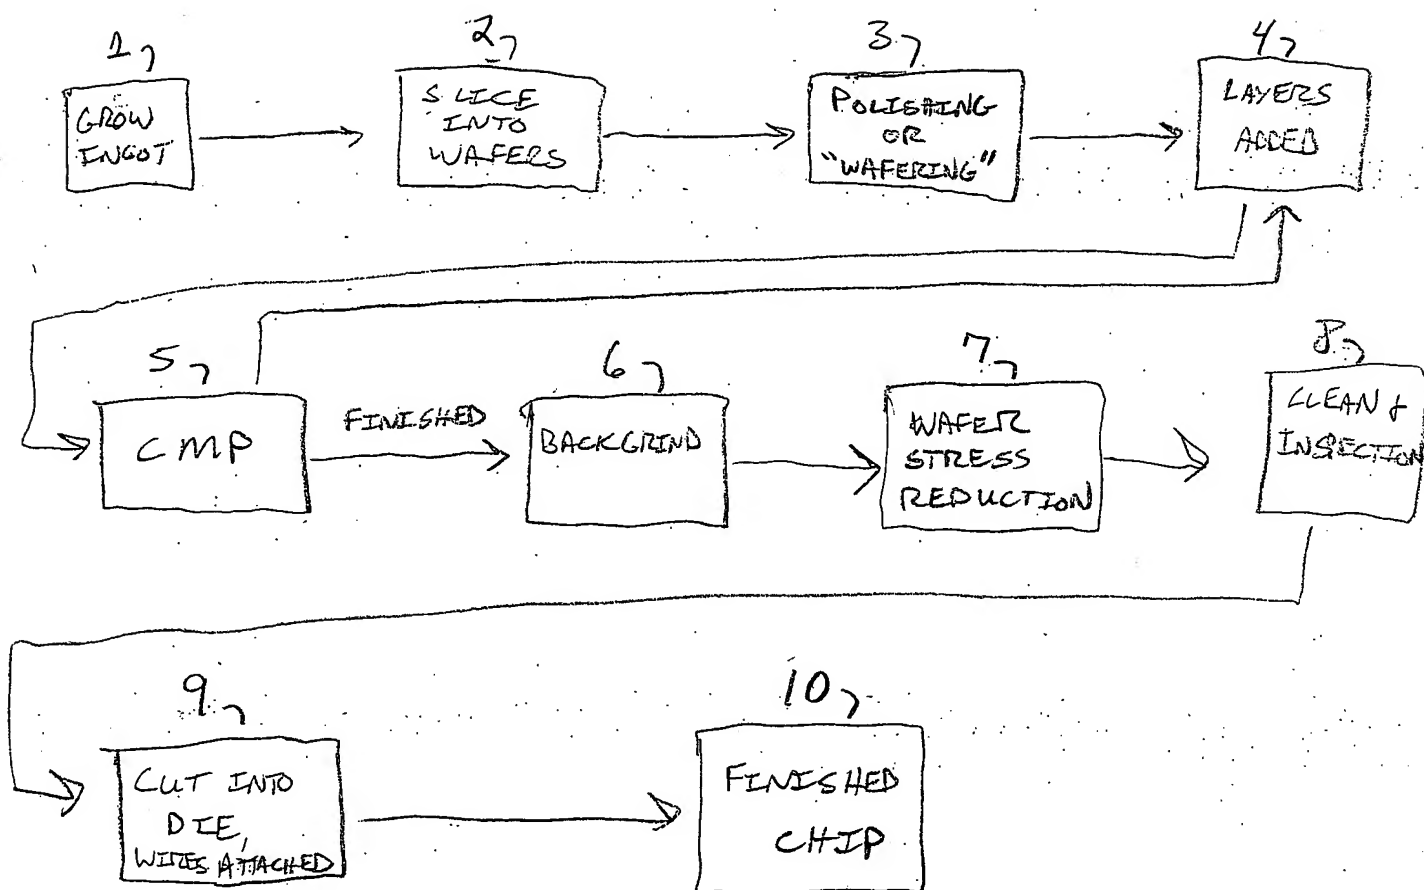 1
GROW
INGOT
2
SLICE
INTO
WAFERS
3
POLISHING
OR
"WAFERING"
4
LAYERS
ADDED
5
CMP
FINISHED
6
BACKGRIND
7
WAFER
STRESS
REDUCTION
8
CLEAN &
INSPECTION
9
CUT INTO
DIE,
WIRES ATTACHED
10
FINISHED
CHIP